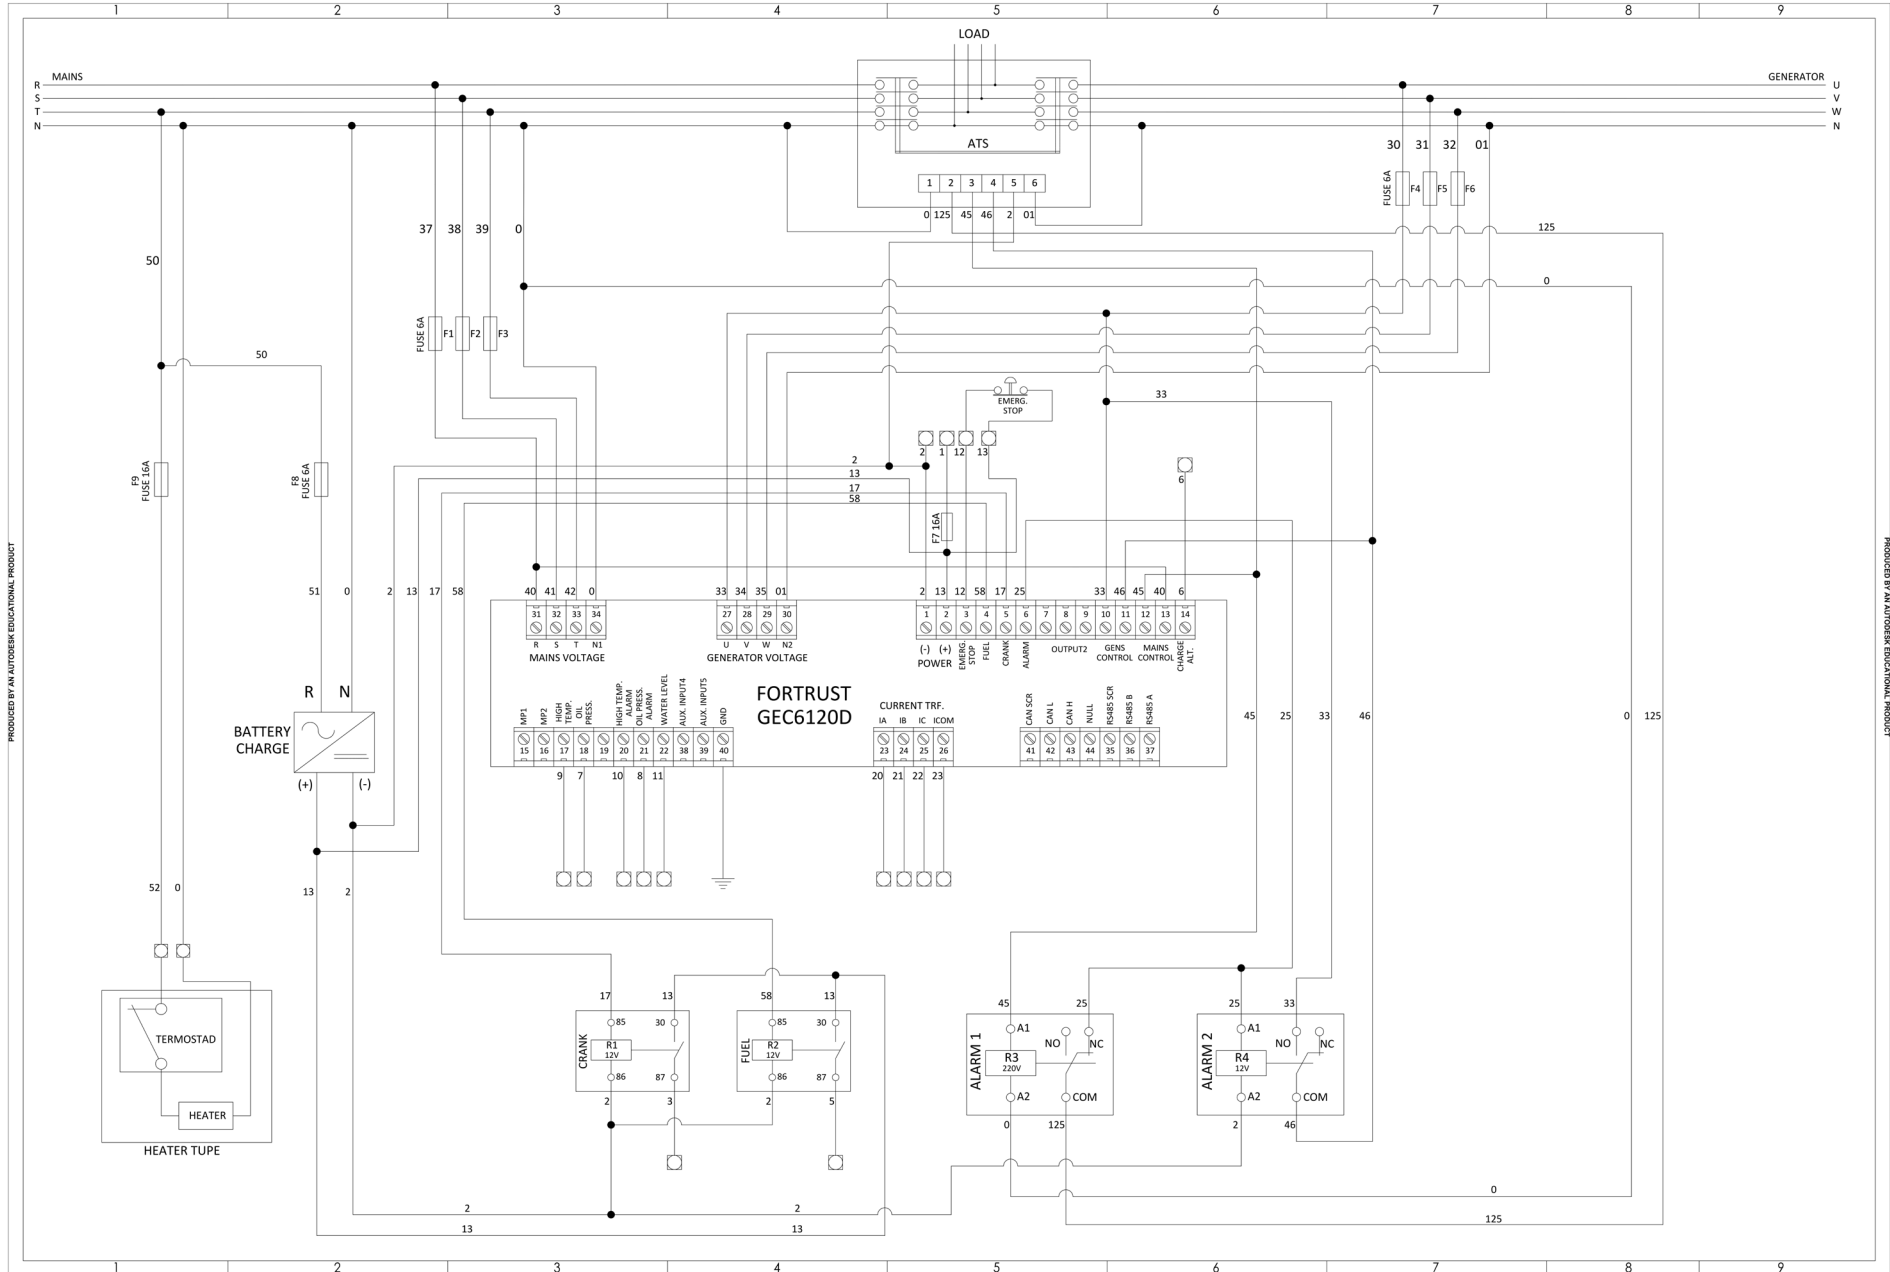 1 2 3 4 5 6 7 8 9
LOAD
MAINS
GENERATOR
R U
S V
T W
N N
ATS
30 31 32 01
1 2 3 4 5 6
FUSE 6A F4 F5 F6
0 125 45 46 2 01
37 38 39 0
125
50
0
FUSE 6A F1 F2 F3
50
EMERG.
STOP
33
2 1 12 13
F9
FUSE 16A
F8
FUSE 6A
2
13
17
58
6
F7 16A
PRODUCED BY AN AUTODESK EDUCATIONAL PRODUCT
PRODUCED BY AN AUTODESK EDUCATIONAL PRODUCT
51 0 2 13 17 58
40 41 42 0
33 34 35 01
2 13 12 58 17 25 33 46 45 40 6
31 32 33 34
27 28 29 30
1 2 3 4 5 6 7 8 9 10 11 12 13 14
R S T N1
MAINS VOLTAGE
U V W N2
GENERATOR VOLTAGE
(-) (+)
POWER
EMERG.
STOP
FUEL
CRANK
ALARM
OUTPUT2
GENS
CONTROL
MAINS
CONTROL
CHARGE
ALT.
FORTRUST
GEC6120D
R N
BATTERY
CHARGE
(+) (-)
MP1
MP2
HIGH
TEMP.
OIL
PRESS.
HIGH TEMP.
ALARM
OIL PRESS.
ALARM
WATER LEVEL
AUX. INPUT4
AUX. INPUT5
GND
15 16 17 18 19 20 21 22 38 39 40
9 7 10 8 11
CURRENT TRF.
IA IB IC ICOM
23 24 25 26
20 21 22 23
CAN SCR
CAN L
CAN H
NULL
RS485 SCR
RS485 B
RS485 A
41 42 43 44 35 36 37
45 25 33 46
0 125
52 0
13 2
TERMOSTAD
HEATER
HEATER TUPE
17 13
CRANK
85 30
R1
12V
86 87
2 3
58 13
FUEL
85 30
R2
12V
86 87
2 5
45 25
ALARM 1
A1
NO NC
R3
220V
A2 COM
0 125
25 33
ALARM 2
A1
NO NC
R4
12V
A2 COM
2 46
2 2
13 13
0
125
1 2 3 4 5 6 7 8 9